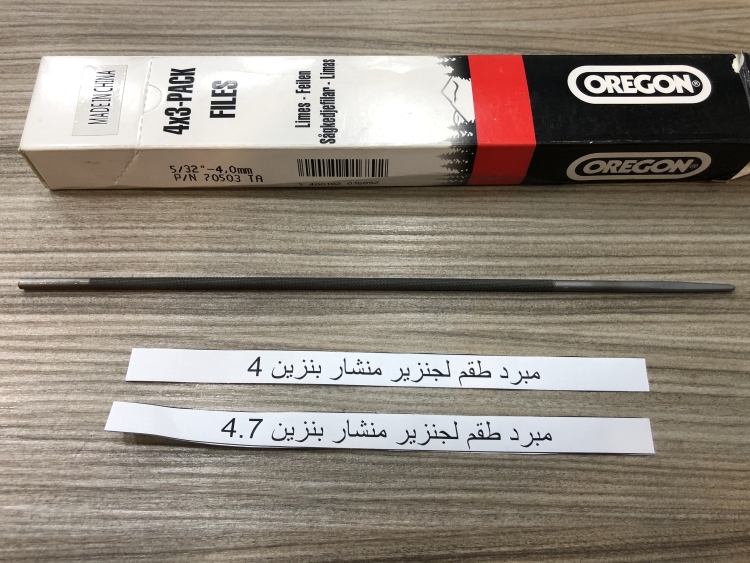 MADE IN CHINA
4x3-PACK
FILES
Limes - Feilen
Sågkedjefilar - Limas
OREGON®
5/32"-4,0mm
P/N 70503 TA
OREGON®
مبرد طقم لجنزير منشار بنزين 4
مبرد طقم لجنزير منشار بنزين 4.7